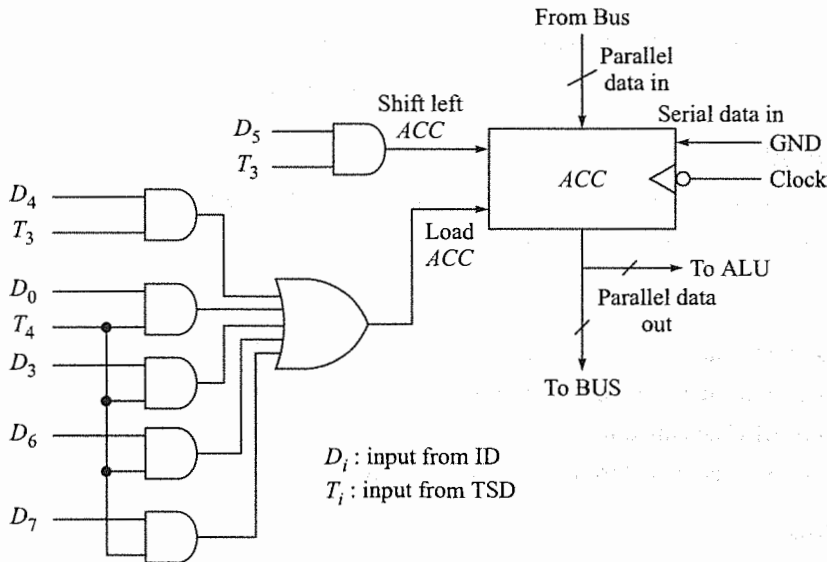 From Bus
Parallel
data in
Shift left
ACC
Serial data in
D5
T3
GND
ACC
Clock
D4
T3
Load
ACC
D0
To ALU
T4
Parallel data
out
D3
To BUS
D6
Di : input from ID
Ti : input from TSD
D7